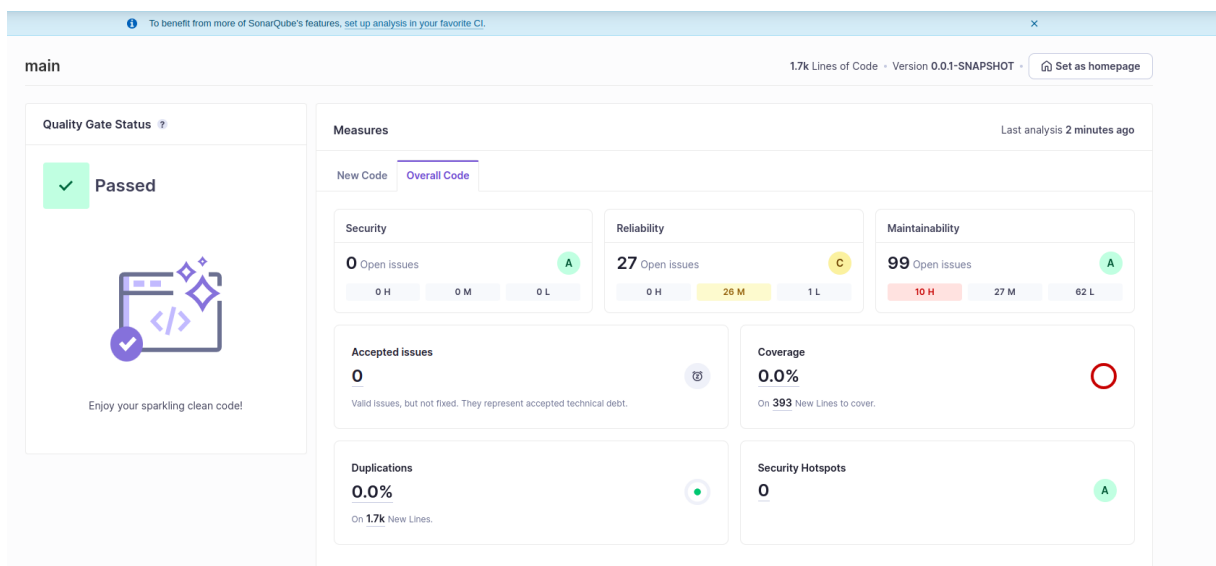 To benefit from more of SonarQube's features, set up analysis in your favorite CI.
main
1.7k Lines of Code • Version 0.0.1-SNAPSHOT • Set as homepage
Quality Gate Status ?
Passed
</>
Enjoy your sparkling clean code!
Measures
Last analysis 2 minutes ago
New Code Overall Code
Security
0 Open issues A
0 H 0 M 0 L
Reliability
27 Open issues C
0 H 26 M 1 L
Maintainability
99 Open issues A
10 H 27 M 62 L
Accepted issues
0
Valid issues, but not fixed. They represent accepted technical debt.
Coverage
0.0%
On 393 New Lines to cover.
Duplications
0.0%
On 1.7k New Lines.
Security Hotspots
0 A